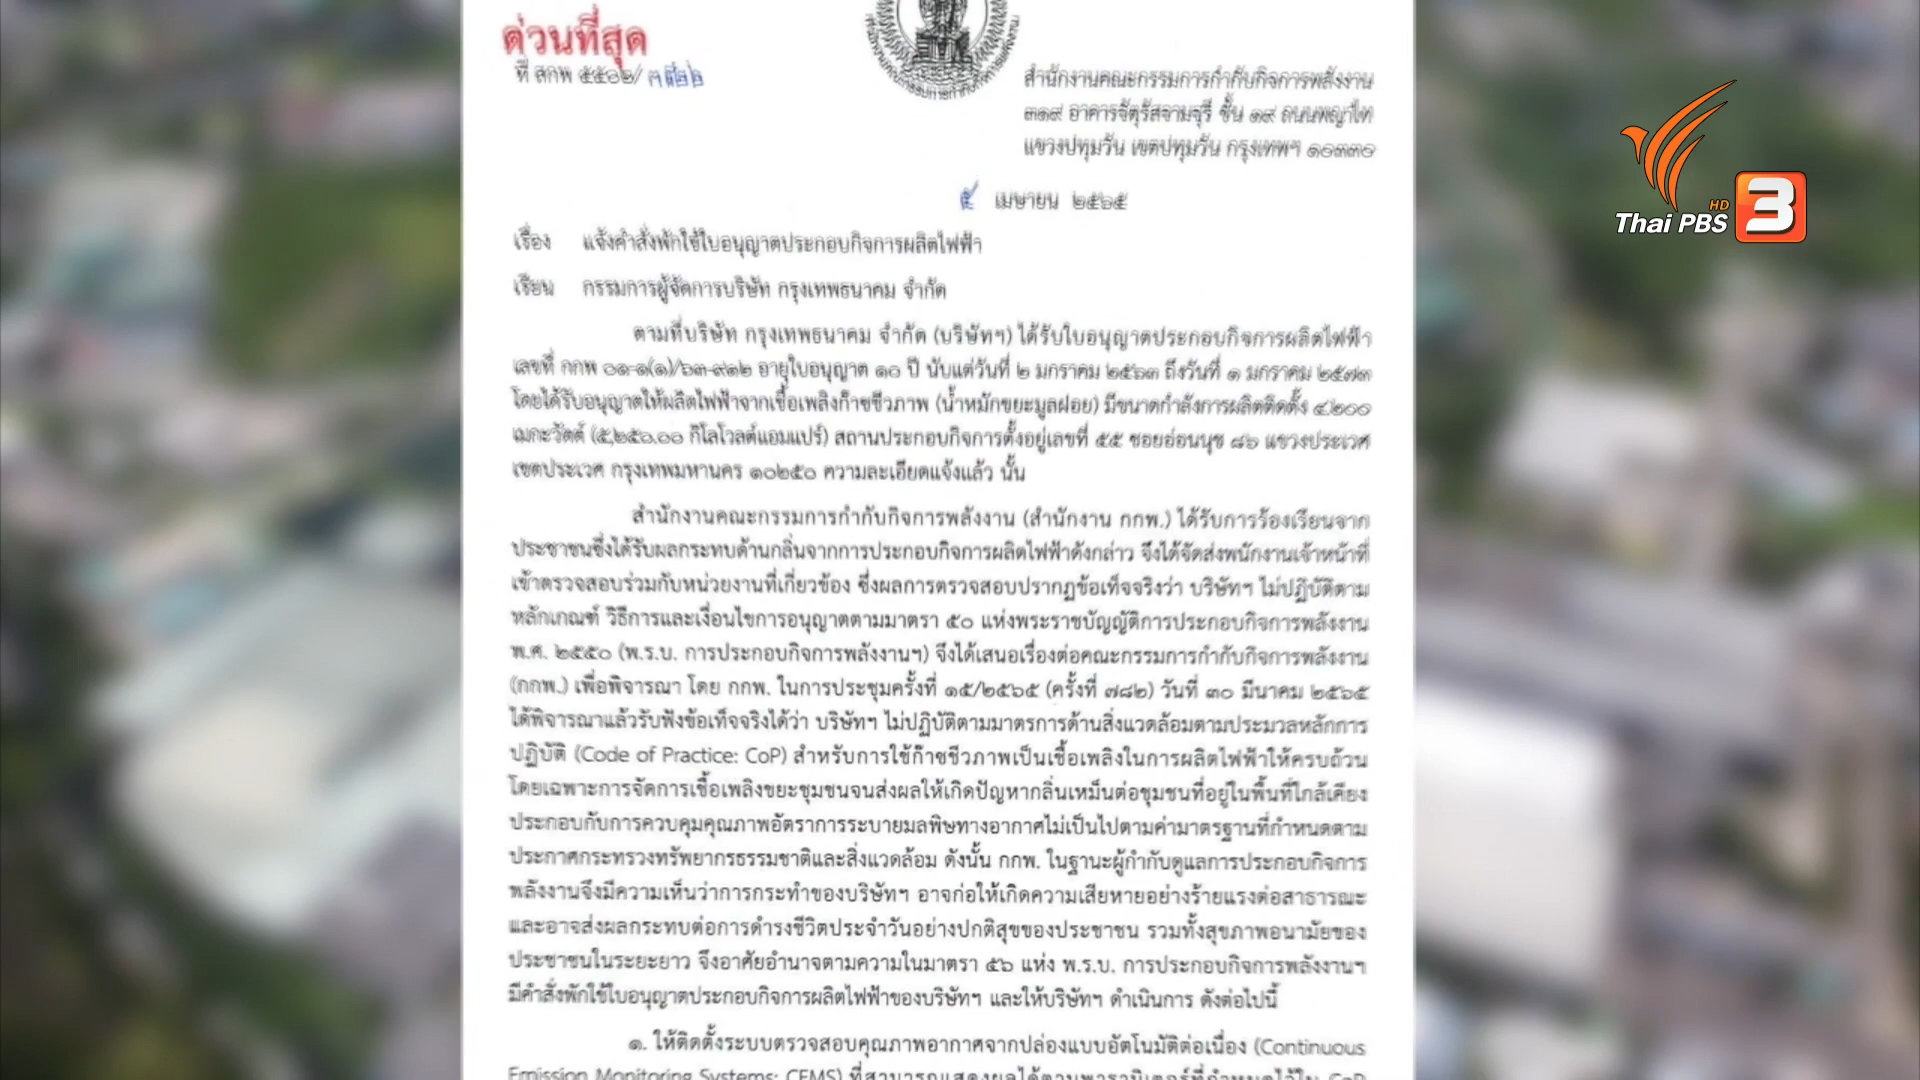 ด่วนที่สุด
ที่ สกพ ๕๕๐๒/
สำนักงานคณะกรรมการกำกับกิจการพลังงาน
๓๑๙ อาคารจัตุรัสจามจุรี ชั้น ๑๙ ถนนพญาไท
แขวงปทุมวัน เขตปทุมวัน กรุงเทพฯ ๑๐๓๓๐
Thai PBS HD 3
๕ เมษายน ๒๕๖๕
เรื่อง แจ้งคำสั่งพักใช้ใบอนุญาตประกอบกิจการผลิตไฟฟ้า
เรียน กรรมการผู้จัดการบริษัท กรุงเทพธนาคม จำกัด
ตามที่บริษัท กรุงเทพธนาคม จำกัด (บริษัทฯ) ได้รับใบอนุญาตประกอบกิจการผลิตไฟฟ้า
เลขที่ กกพ ๐๑-๑(๑)/๖๓-๙๑๒ อายุใบอนุญาต ๑๐ ปี นับแต่วันที่ ๒ มกราคม ๒๕๖๓ ถึงวันที่ ๑ มกราคม ๒๕๗๓
โดยได้รับอนุญาตให้ผลิตไฟฟ้าจากเชื้อเพลิงก๊าซชีวภาพ (น้ำหมักขยะมูลฝอย) มีขนาดกำลังการผลิตติดตั้ง ๔.๒๐๐
เมกะวัตต์ (๕,๒๕๐.๐๐ กิโลโวลต์แอมแปร์) สถานประกอบกิจการตั้งอยู่เลขที่ ๕๕ ซอยอ่อนนุช ๘๖ แขวงประเวศ
เขตประเวศ กรุงเทพมหานคร ๑๐๒๕๐ ความละเอียดแจ้งแล้ว นั้น
สำนักงานคณะกรรมการกำกับกิจการพลังงาน (สำนักงาน กกพ.) ได้รับการร้องเรียนจาก
ประชาชนซึ่งได้รับผลกระทบด้านกลิ่นจากการประกอบกิจการผลิตไฟฟ้าดังกล่าว จึงได้จัดส่งพนักงานเจ้าหน้าที่
เข้าตรวจสอบร่วมกับหน่วยงานที่เกี่ยวข้อง ซึ่งผลการตรวจสอบปรากฏข้อเท็จจริงว่า บริษัทฯ ไม่ปฏิบัติตาม
หลักเกณฑ์ วิธีการและเงื่อนไขการอนุญาตตามมาตรา ๕๐ แห่งพระราชบัญญัติการประกอบกิจการพลังงาน
พ.ศ. ๒๕๕๐ (พ.ร.บ. การประกอบกิจการพลังงานฯ) จึงได้เสนอเรื่องต่อคณะกรรมการกำกับกิจการพลังงาน
(กกพ.) เพื่อพิจารณา โดย กกพ. ในการประชุมครั้งที่ ๑๕/๒๕๖๕ (ครั้งที่ ๗๘๒) วันที่ ๓๐ มีนาคม ๒๕๖๕
ได้พิจารณาแล้วรับฟังข้อเท็จจริงได้ว่า บริษัทฯ ไม่ปฏิบัติตามมาตรการด้านสิ่งแวดล้อมตามประมวลหลักการ
ปฏิบัติ (Code of Practice: CoP) สำหรับการใช้ก๊าซชีวภาพเป็นเชื้อเพลิงในการผลิตไฟฟ้าให้ครบถ้วน
โดยเฉพาะการจัดการเชื้อเพลิงขยะชุมชนจนส่งผลให้เกิดปัญหากลิ่นเหม็นต่อชุมชนที่อยู่ในพื้นที่ใกล้เคียง
ประกอบกับการควบคุมคุณภาพอัตราการระบายมลพิษทางอากาศไม่เป็นไปตามค่ามาตรฐานที่กำหนดตาม
ประกาศกระทรวงทรัพยากรธรรมชาติและสิ่งแวดล้อม ดังนั้น กกพ. ในฐานะผู้กำกับดูแลการประกอบกิจการ
พลังงานจึงมีความเห็นว่าการกระทำของบริษัทฯ อาจก่อให้เกิดความเสียหายอย่างร้ายแรงต่อสาธารณะ
และอาจส่งผลกระทบต่อการดำรงชีวิตประจำวันอย่างปกติสุขของประชาชน รวมทั้งสุขภาพอนามัยของ
ประชาชนในระยะยาว จึงอาศัยอำนาจตามความในมาตรา ๕๖ แห่ง พ.ร.บ. การประกอบกิจการพลังงานฯ
มีคำสั่งพักใช้ใบอนุญาตประกอบกิจการผลิตไฟฟ้าของบริษัทฯ และให้บริษัทฯ ดำเนินการ ดังต่อไปนี้
๑. ให้ติดตั้งระบบตรวจสอบคุณภาพอากาศจากปล่องแบบอัตโนมัติต่อเนื่อง (Continuous
Emission Monitoring Systems: CEMS) ที่สามารถแสดงผลได้ตามพารามิเตอร์ที่กำหนดไว้ใน CoP